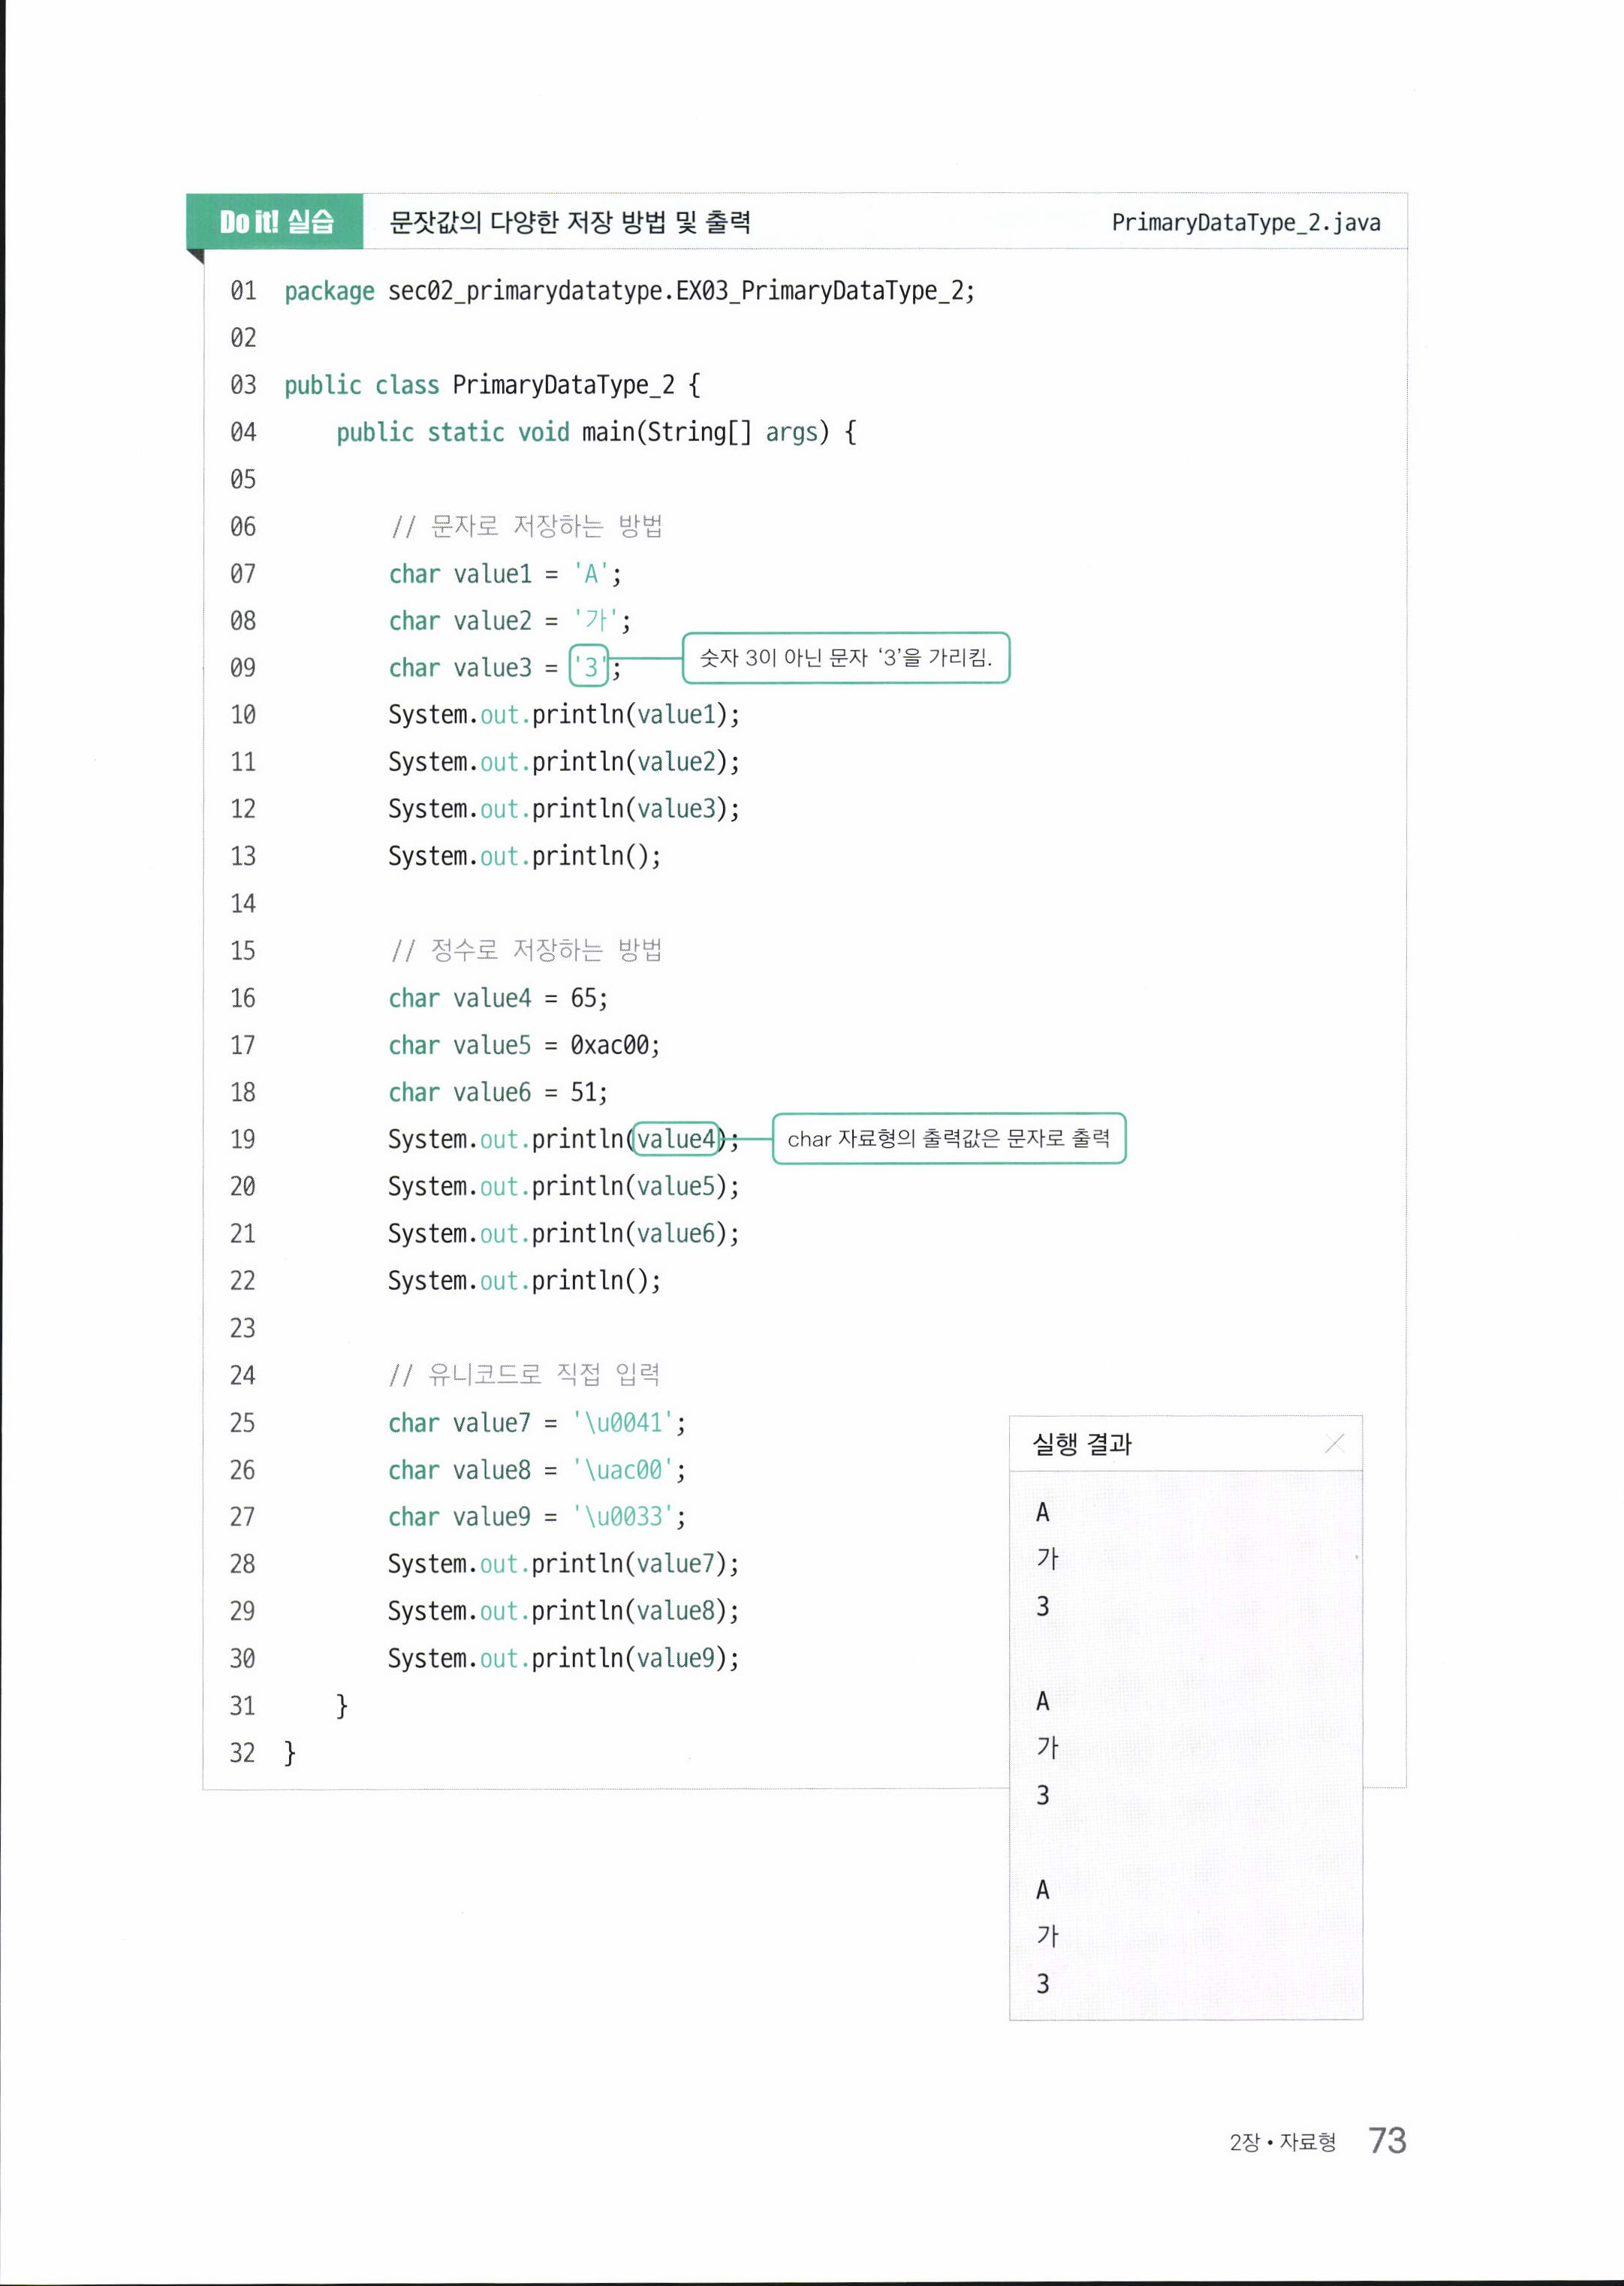 Do it! 실습 문잣값의 다양한 저장 방법 및 출력 PrimaryDataType_2.java
01 package sec02_primarydatatype.EX03_PrimaryDataType_2;
02
03 public class PrimaryDataType_2 {
04 public static void main(String[] args) {
05
06 // 문자로 저장하는 방법
07 char value1 = 'A';
08 char value2 = '가';
09 char value3 = '3'; 숫자 3이 아닌 문자 ‘3’을 가리킴.
10 System.out.println(value1);
11 System.out.println(value2);
12 System.out.println(value3);
13 System.out.println();
14
15 // 정수로 저장하는 방법
16 char value4 = 65;
17 char value5 = 0xac00;
18 char value6 = 51;
19 System.out.println(value4); char 자료형의 출력값은 문자로 출력
20 System.out.println(value5);
21 System.out.println(value6);
22 System.out.println();
23
24 // 유니코드로 직접 입력
25 char value7 = '\u0041';
26 char value8 = '\uac00';
27 char value9 = '\u0033';
28 System.out.println(value7);
29 System.out.println(value8);
30 System.out.println(value9);
31 }
32 }
실행 결과
A
가
3
A
가
3
A
가
3
2장 • 자료형 73